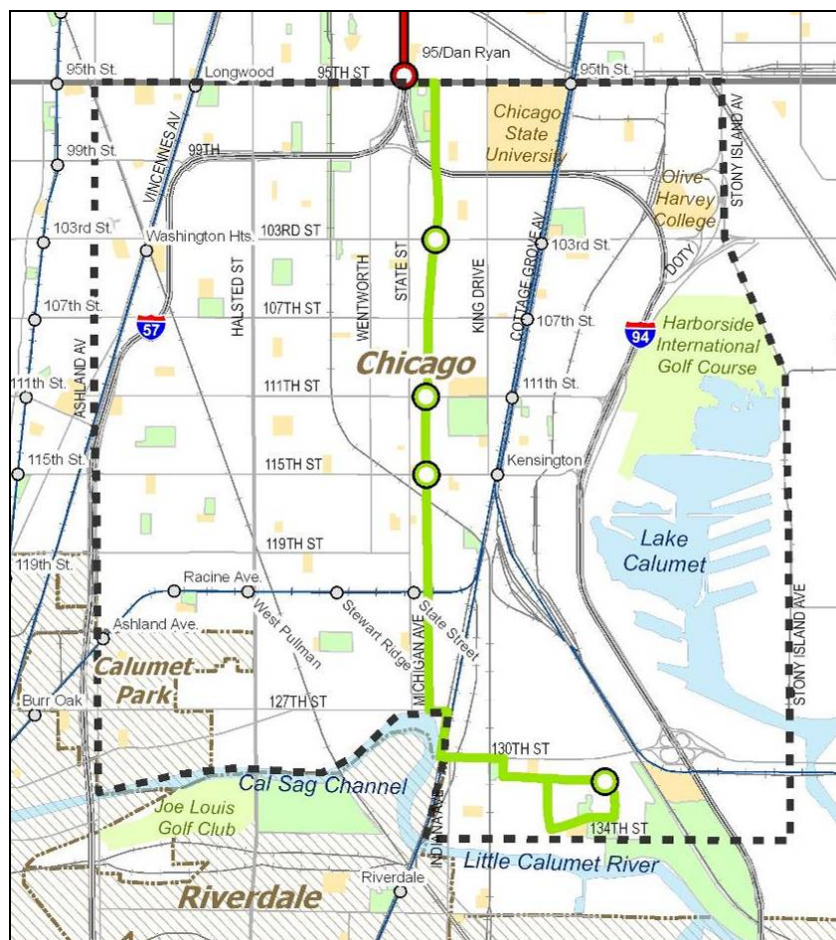 95/Dan Ryan
95th St.
Longwood
95TH ST
95th St.
Chicago
State
University
VINCENNES AV
99TH
99th St.
STONY ISLAND AV
Olive-
Harvey
College
103rd St.
Washington Hts.
103RD ST
103rd St.
HALSTED ST
WENTWORTH
STATE ST
KING DRIVE
COTTAGE GROVE AV
DOTY
107th St.
57
107TH ST
107th St.
94
Harborside
International
Golf Course
Chicago
ASHLAND AV
111th St.
111TH ST
111th St.
115th St.
115TH ST
Kensington
119TH ST
119th St.
Lake
Calumet
Racine Ave.
West Pullman
Stewart Ridge
State Street
MICHIGAN AVE
Ashland Ave.
Calumet
Park
STONY ISLAND AVE
Burr Oak
127TH ST
130TH ST
Cal Sag Channel
INDIANA AVE
Joe Louis
Golf Club
134TH ST
Little Calumet River
Riverdale
Riverdale